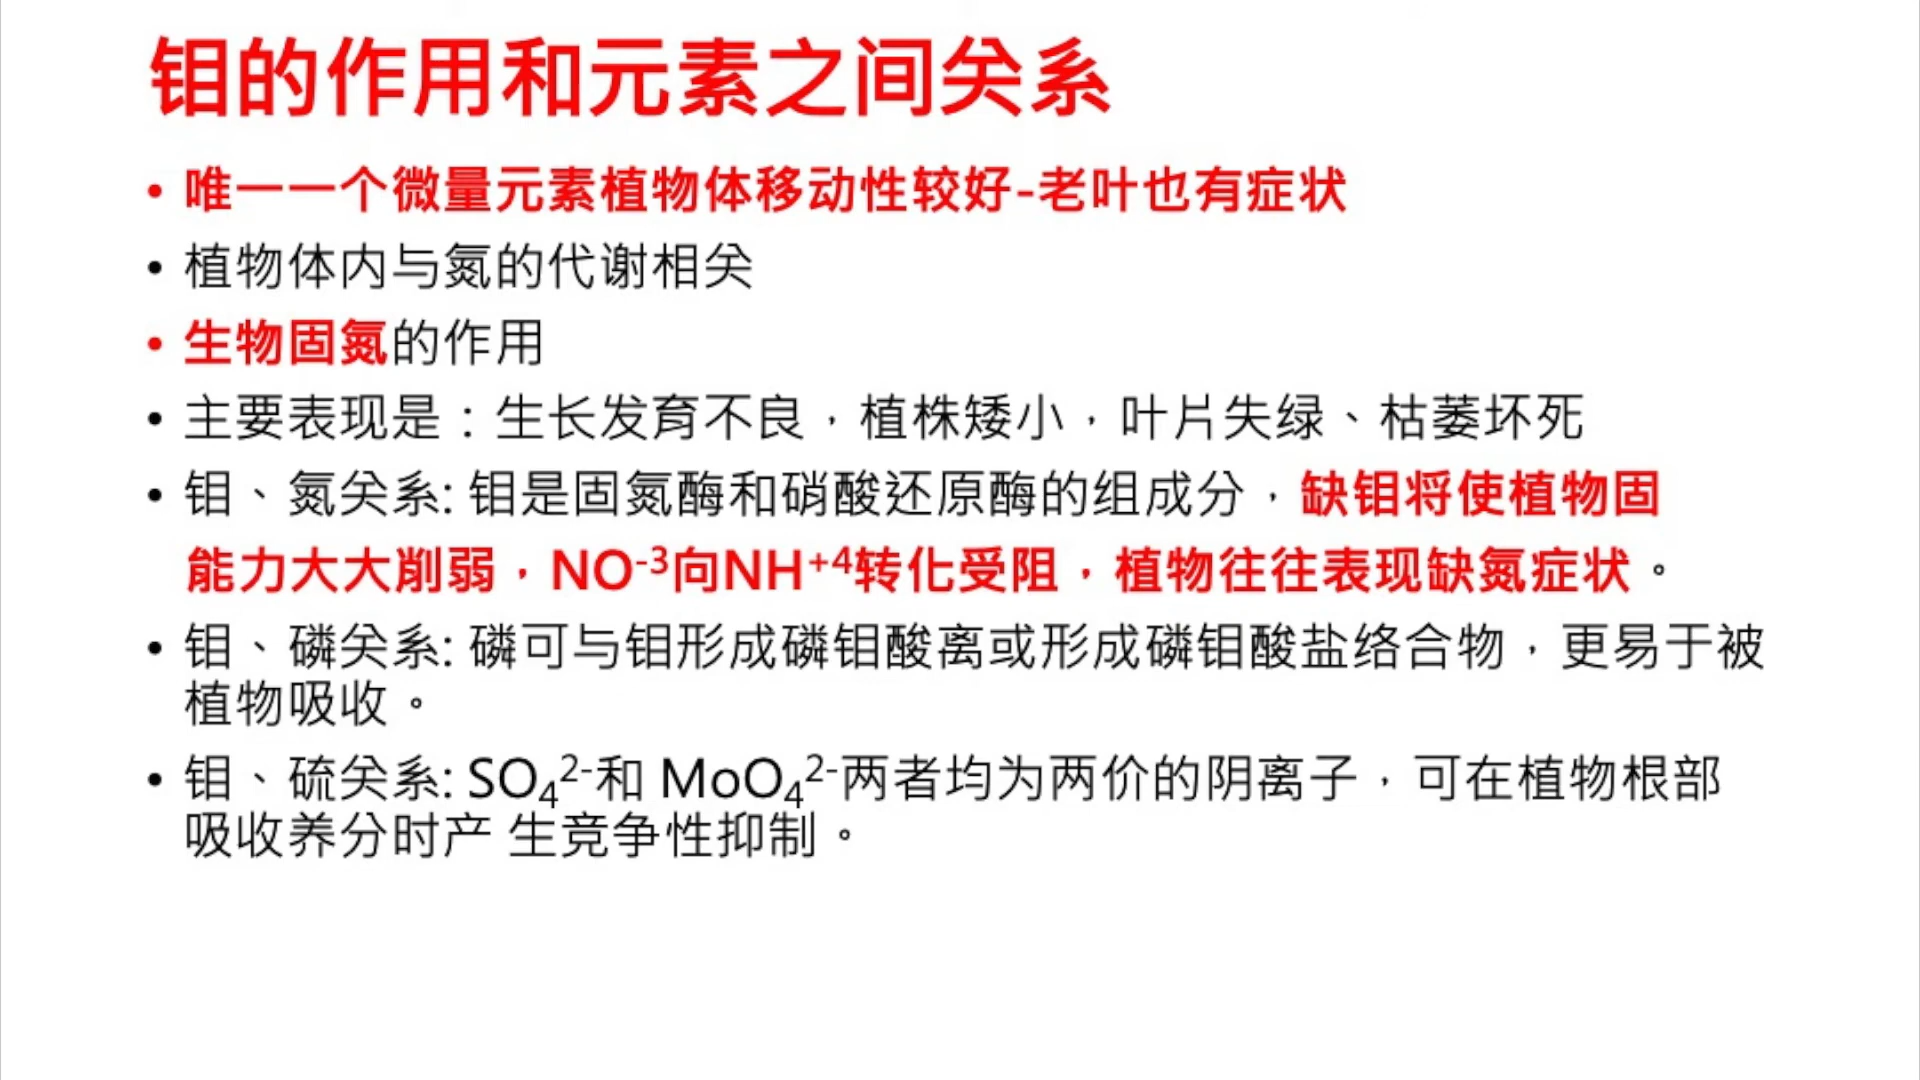 钼的作用和元素之间关系
• 唯一一个微量元素植物体移动性较好-老叶也有症状
• 植物体内与氮的代谢相关
• 生物固氮的作用
• 主要表现是：生长发育不良，植株矮小，叶片失绿、枯萎坏死
• 钼、氮关系: 钼是固氮酶和硝酸还原酶的组成分，缺钼将使植物固
能力大大削弱，NO⁻³向NH⁺⁴转化受阻，植物往往表现缺氮症状。
• 钼、磷关系: 磷可与钼形成磷钼酸离或形成磷钼酸盐络合物，更易于被
植物吸收。
• 钼、硫关系: SO₄²⁻和 MoO₄²⁻两者均为两价的阴离子，可在植物根部
吸收养分时产 生竞争性抑制。